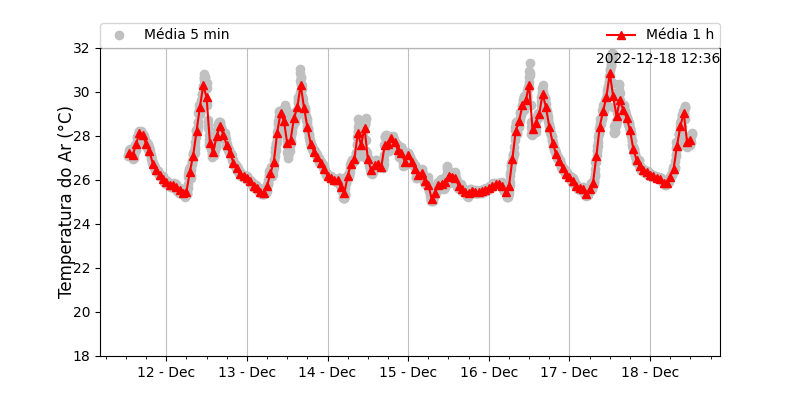 Média 5 min
Média 1 h
2022-12-18 12:36
Temperatura do Ar (°C)
32
30
28
26
24
22
20
18
12 - Dec
13 - Dec
14 - Dec
15 - Dec
16 - Dec
17 - Dec
18 - Dec